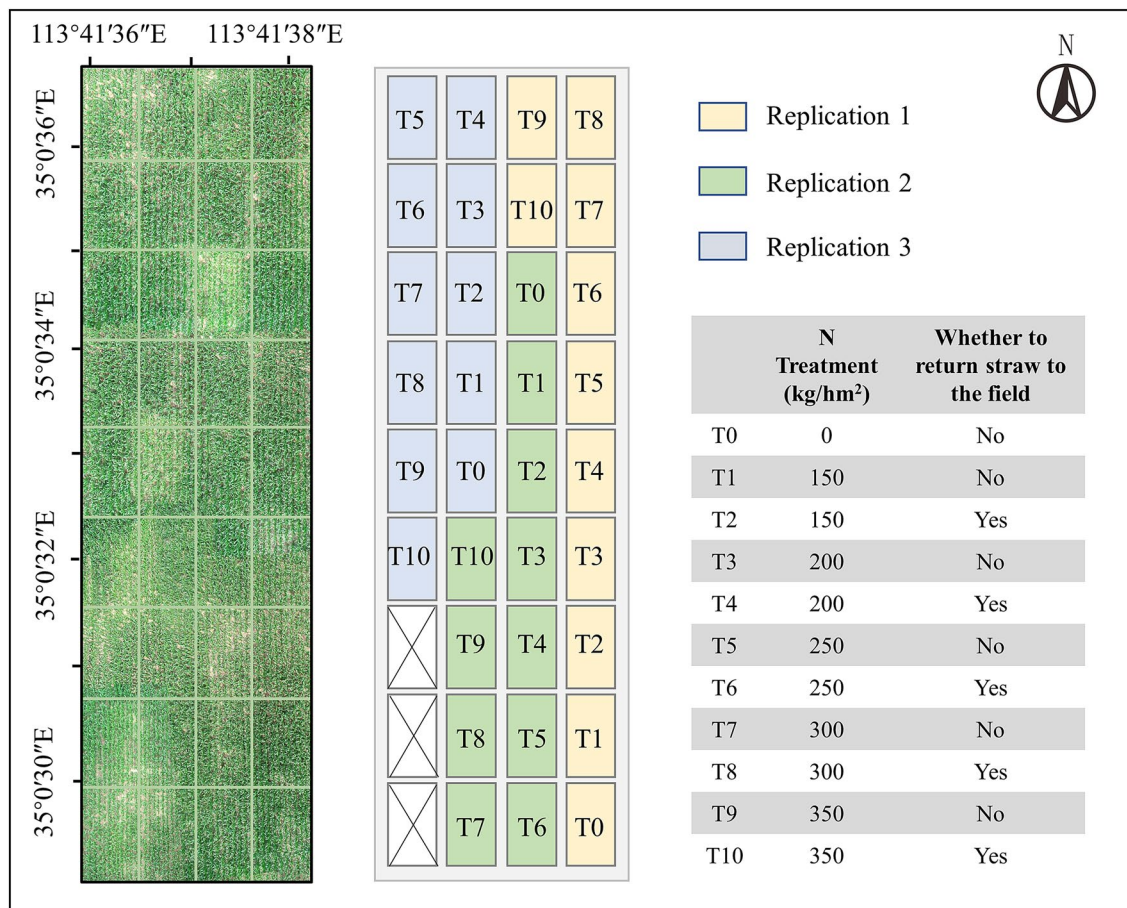 113°41′36″E 113°41′38″E
N
35°0′36″E
35°0′34″E
35°0′32″E
35°0′30″E
T5 T4 T9 T8
T6 T3 T10 T7
T7 T2 T0 T6
T8 T1 T1 T5
T9 T0 T2 T4
T10 T10 T3 T3
T9 T4 T2
T8 T5 T1
T7 T6 T0
Replication 1
Replication 2
Replication 3
N Whether to
Treatment return straw to
(kg/hm²) the field
T0 0 No
T1 150 No
T2 150 Yes
T3 200 No
T4 200 Yes
T5 250 No
T6 250 Yes
T7 300 No
T8 300 Yes
T9 350 No
T10 350 Yes